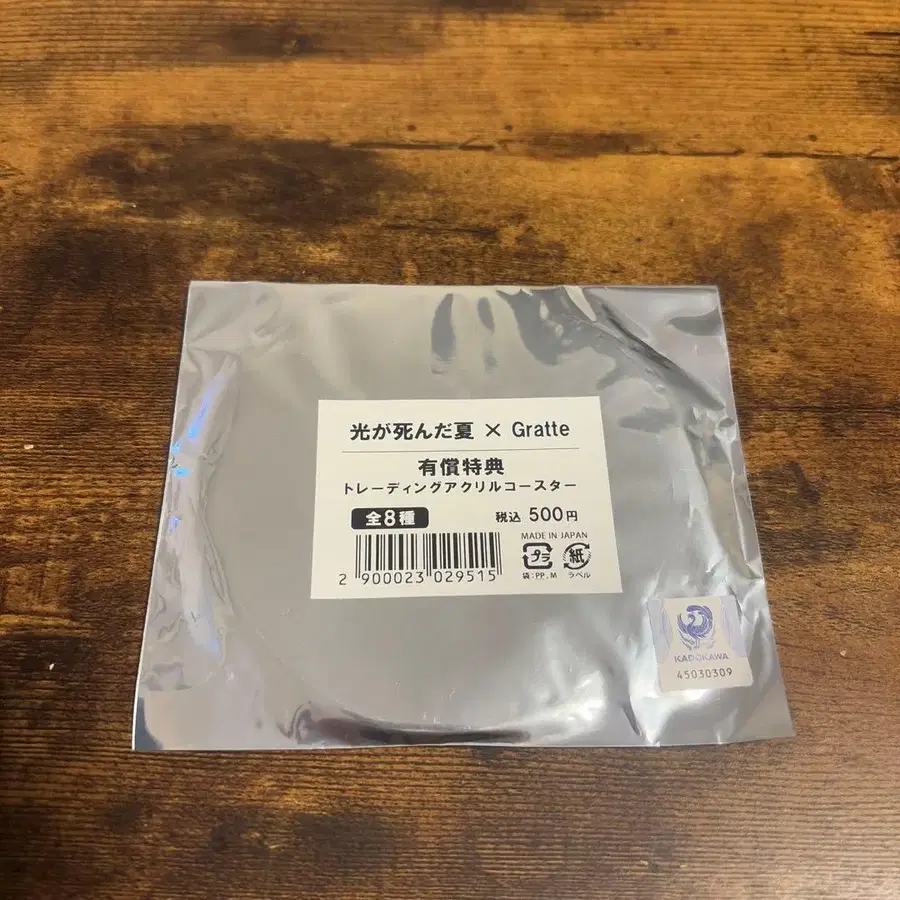 光が死んだ夏 × Gratte
有償特典
トレーディングアクリルコースター
全8種 税込 500円
MADE IN JAPAN
プラ 紙
袋:PP,M ラベル
2 900023 029515
KADOKAWA
45030309